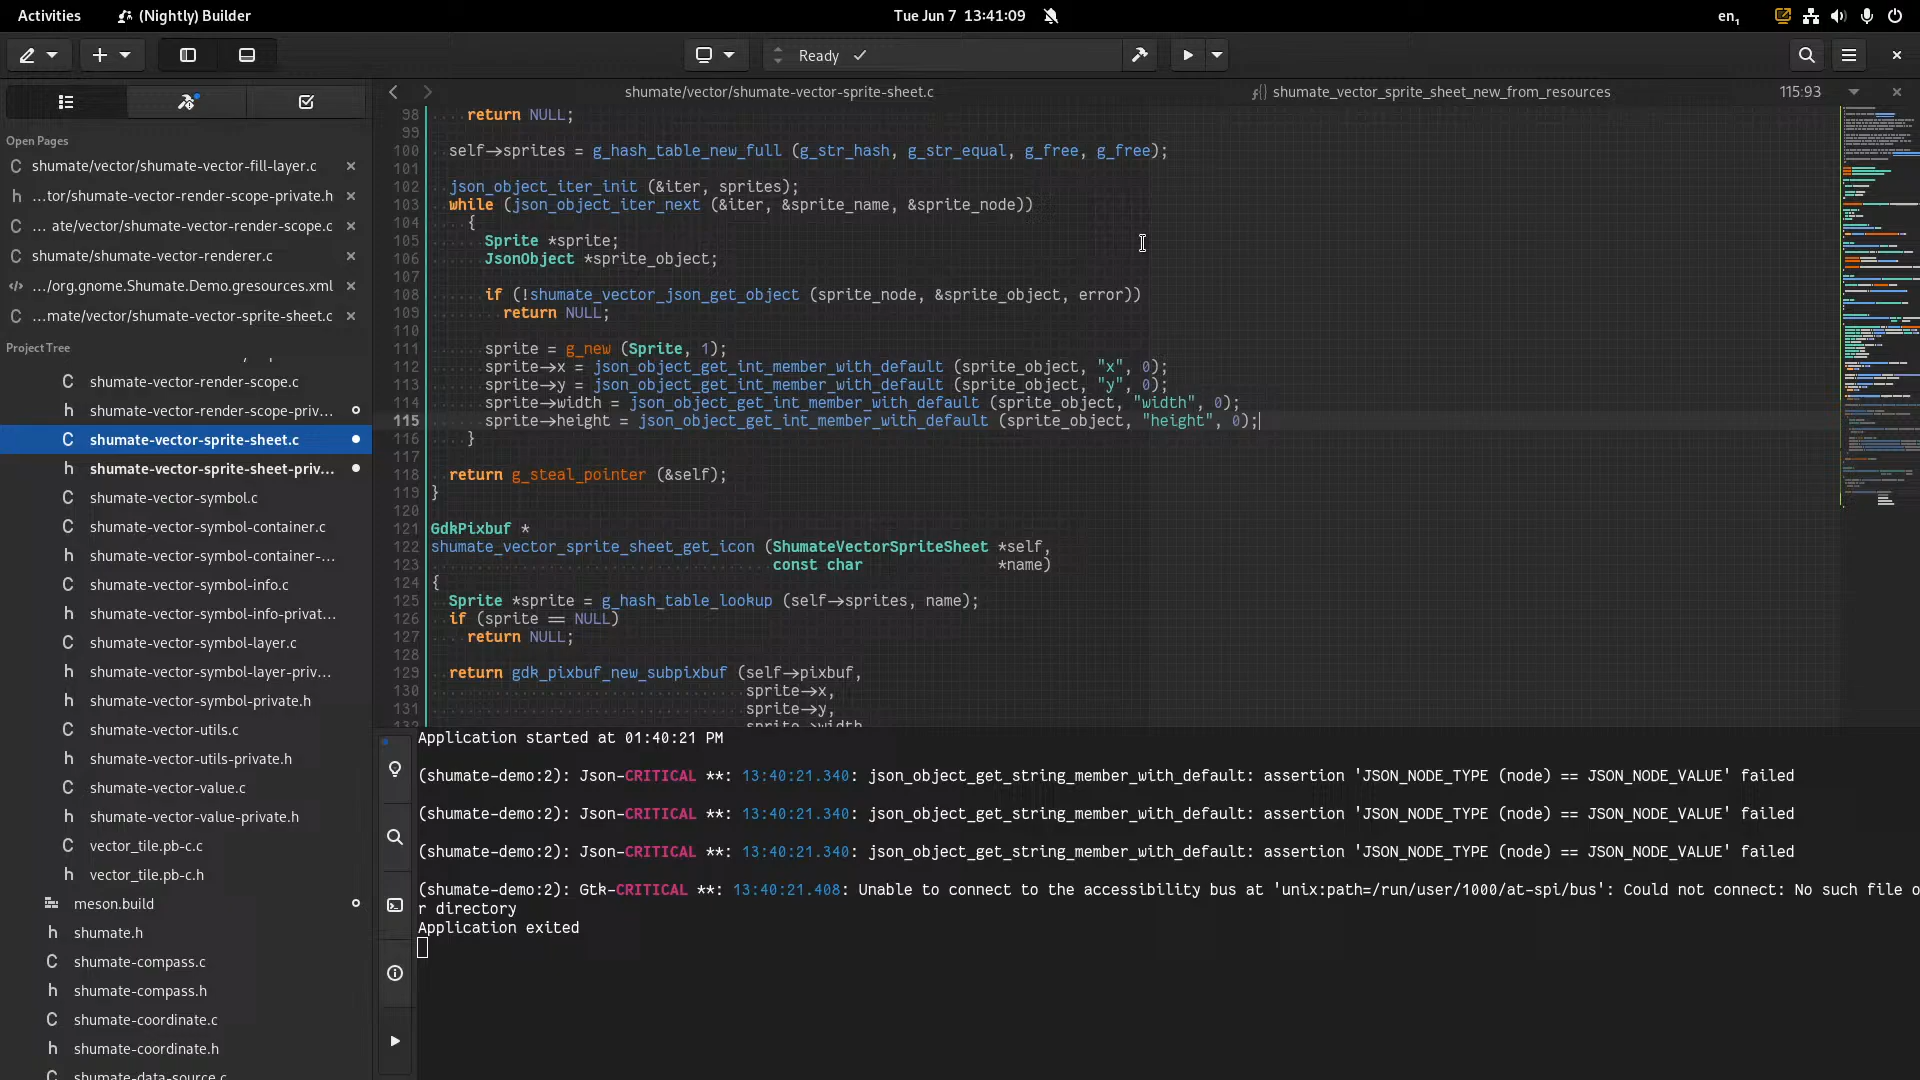 Activities
(Nightly) Builder
Tue Jun 7 13:41:09
en1
Ready
shumate/vector/shumate-vector-sprite-sheet.c
shumate_vector_sprite_sheet_new_from_resources
115:93
Open Pages
C shumate/vector/shumate-vector-fill-layer.c
h …tor/shumate-vector-render-scope-private.h
C … ate/vector/shumate-vector-render-scope.c
C shumate/shumate-vector-renderer.c
</> …/org.gnome.Shumate.Demo.gresources.xml
C …mate/vector/shumate-vector-sprite-sheet.c
Project Tree
C shumate-vector-render-scope.c
h shumate-vector-render-scope-priv…
C shumate-vector-sprite-sheet.c
h shumate-vector-sprite-sheet-priv…
C shumate-vector-symbol.c
C shumate-vector-symbol-container.c
h shumate-vector-symbol-container-…
C shumate-vector-symbol-info.c
h shumate-vector-symbol-info-privat…
C shumate-vector-symbol-layer.c
h shumate-vector-symbol-layer-priv…
h shumate-vector-symbol-private.h
C shumate-vector-utils.c
h shumate-vector-utils-private.h
C shumate-vector-value.c
h shumate-vector-value-private.h
C vector_tile.pb-c.c
h vector_tile.pb-c.h
meson.build
h shumate.h
C shumate-compass.c
h shumate-compass.h
C shumate-coordinate.c
h shumate-coordinate.h
shumate-data-source.c
98 return NULL;
99
100 self->sprites = g_hash_table_new_full (g_str_hash, g_str_equal, g_free, g_free);
101
102 json_object_iter_init (&iter, sprites);
103 while (json_object_iter_next (&iter, &sprite_name, &sprite_node))
104 {
105 Sprite *sprite;
106 JsonObject *sprite_object;
107
108 if (!shumate_vector_json_get_object (sprite_node, &sprite_object, error))
109 return NULL;
110
111 sprite = g_new (Sprite, 1);
112 sprite->x = json_object_get_int_member_with_default (sprite_object, "x", 0);
113 sprite->y = json_object_get_int_member_with_default (sprite_object, "y", 0);
114 sprite->width = json_object_get_int_member_with_default (sprite_object, "width", 0);
115 sprite->height = json_object_get_int_member_with_default (sprite_object, "height", 0);
116 }
117
118 return g_steal_pointer (&self);
119 }
120
121 GdkPixbuf *
122 shumate_vector_sprite_sheet_get_icon (ShumateVectorSpriteSheet *self,
123 const char *name)
124 {
125 Sprite *sprite = g_hash_table_lookup (self->sprites, name);
126 if (sprite == NULL)
127 return NULL;
128
129 return gdk_pixbuf_new_subpixbuf (self->pixbuf,
130 sprite->x,
131 sprite->y,
132 sprite->width
Application started at 01:40:21 PM
(shumate-demo:2): Json-CRITICAL **: 13:40:21.340: json_object_get_string_member_with_default: assertion 'JSON_NODE_TYPE (node) == JSON_NODE_VALUE' failed
(shumate-demo:2): Json-CRITICAL **: 13:40:21.340: json_object_get_string_member_with_default: assertion 'JSON_NODE_TYPE (node) == JSON_NODE_VALUE' failed
(shumate-demo:2): Json-CRITICAL **: 13:40:21.340: json_object_get_string_member_with_default: assertion 'JSON_NODE_TYPE (node) == JSON_NODE_VALUE' failed
(shumate-demo:2): Gtk-CRITICAL **: 13:40:21.408: Unable to connect to the accessibility bus at 'unix:path=/run/user/1000/at-spi/bus': Could not connect: No such file o
r directory
Application exited